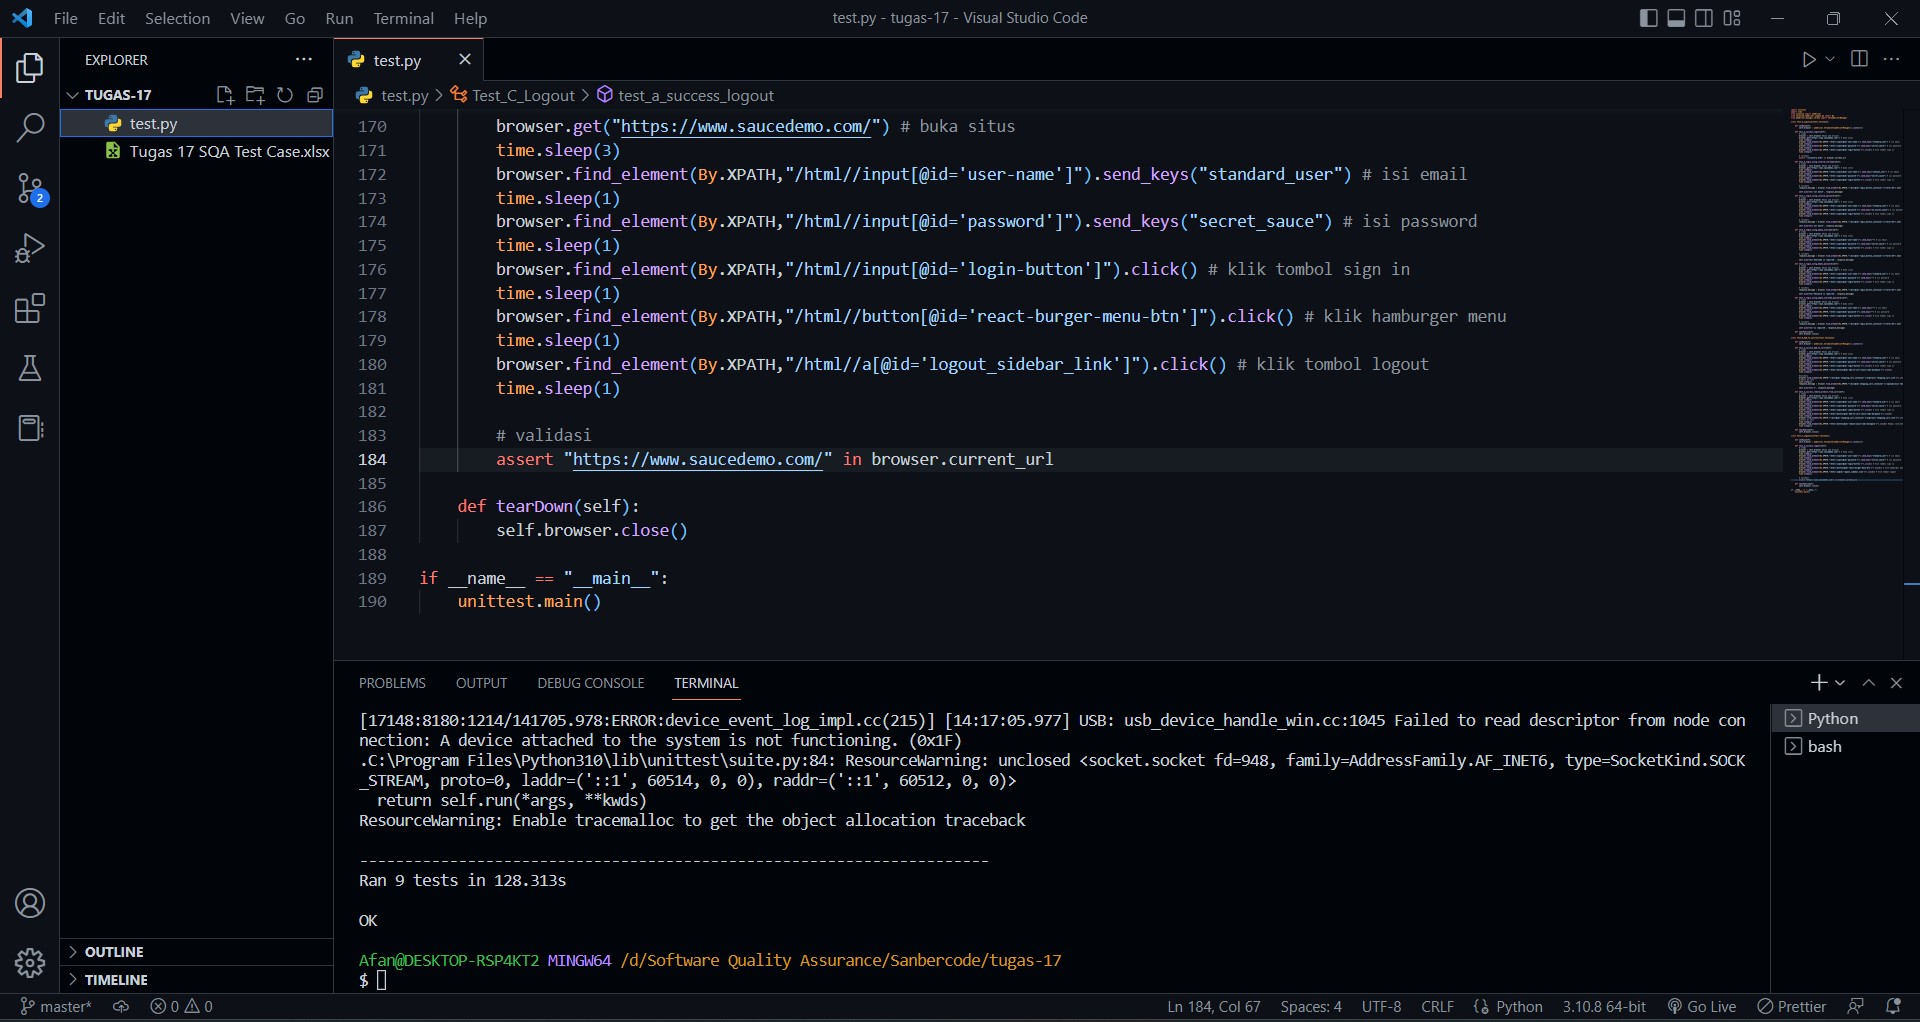 File Edit Selection View Go Run Terminal Help
test.py - tugas-17 - Visual Studio Code
EXPLORER
TUGAS-17
test.py
Tugas 17 SQA Test Case.xlsx
2
OUTLINE
TIMELINE
test.py
test.py > Test_C_Logout > test_a_success_logout
170 browser.get("https://www.saucedemo.com/") # buka situs
171 time.sleep(3)
172 browser.find_element(By.XPATH,"/html//input[@id='user-name']").send_keys("standard_user") # isi email
173 time.sleep(1)
174 browser.find_element(By.XPATH,"/html//input[@id='password']").send_keys("secret_sauce") # isi password
175 time.sleep(1)
176 browser.find_element(By.XPATH,"/html//input[@id='login-button']").click() # klik tombol sign in
177 time.sleep(1)
178 browser.find_element(By.XPATH,"/html//button[@id='react-burger-menu-btn']").click() # klik hamburger menu
179 time.sleep(1)
180 browser.find_element(By.XPATH,"/html//a[@id='logout_sidebar_link']").click() # klik tombol logout
181 time.sleep(1)
182
183 # validasi
184 assert "https://www.saucedemo.com/" in browser.current_url
185
186 def tearDown(self):
187 self.browser.close()
188
189 if __name__ == "__main__":
190 unittest.main()
PROBLEMS OUTPUT DEBUG CONSOLE TERMINAL
[17148:8180:1214/141705.978:ERROR:device_event_log_impl.cc(215)] [14:17:05.977] USB: usb_device_handle_win.cc:1045 Failed to read descriptor from node con
nection: A device attached to the system is not functioning. (0x1F)
.C:\Program Files\Python310\lib\unittest\suite.py:84: ResourceWarning: unclosed <socket.socket fd=948, family=AddressFamily.AF_INET6, type=SocketKind.SOCK
_STREAM, proto=0, laddr=('::1', 60514, 0, 0), raddr=('::1', 60512, 0, 0)>
return self.run(*args, **kwds)
ResourceWarning: Enable tracemalloc to get the object allocation traceback
----------------------------------------------------------------------
Ran 9 tests in 128.313s
OK
Afan@DESKTOP-RSP4KT2 MINGW64 /d/Software Quality Assurance/Sanbercode/tugas-17
$
Python
bash
master* 0 0 Ln 184, Col 67 Spaces: 4 UTF-8 CRLF Python 3.10.8 64-bit Go Live Prettier